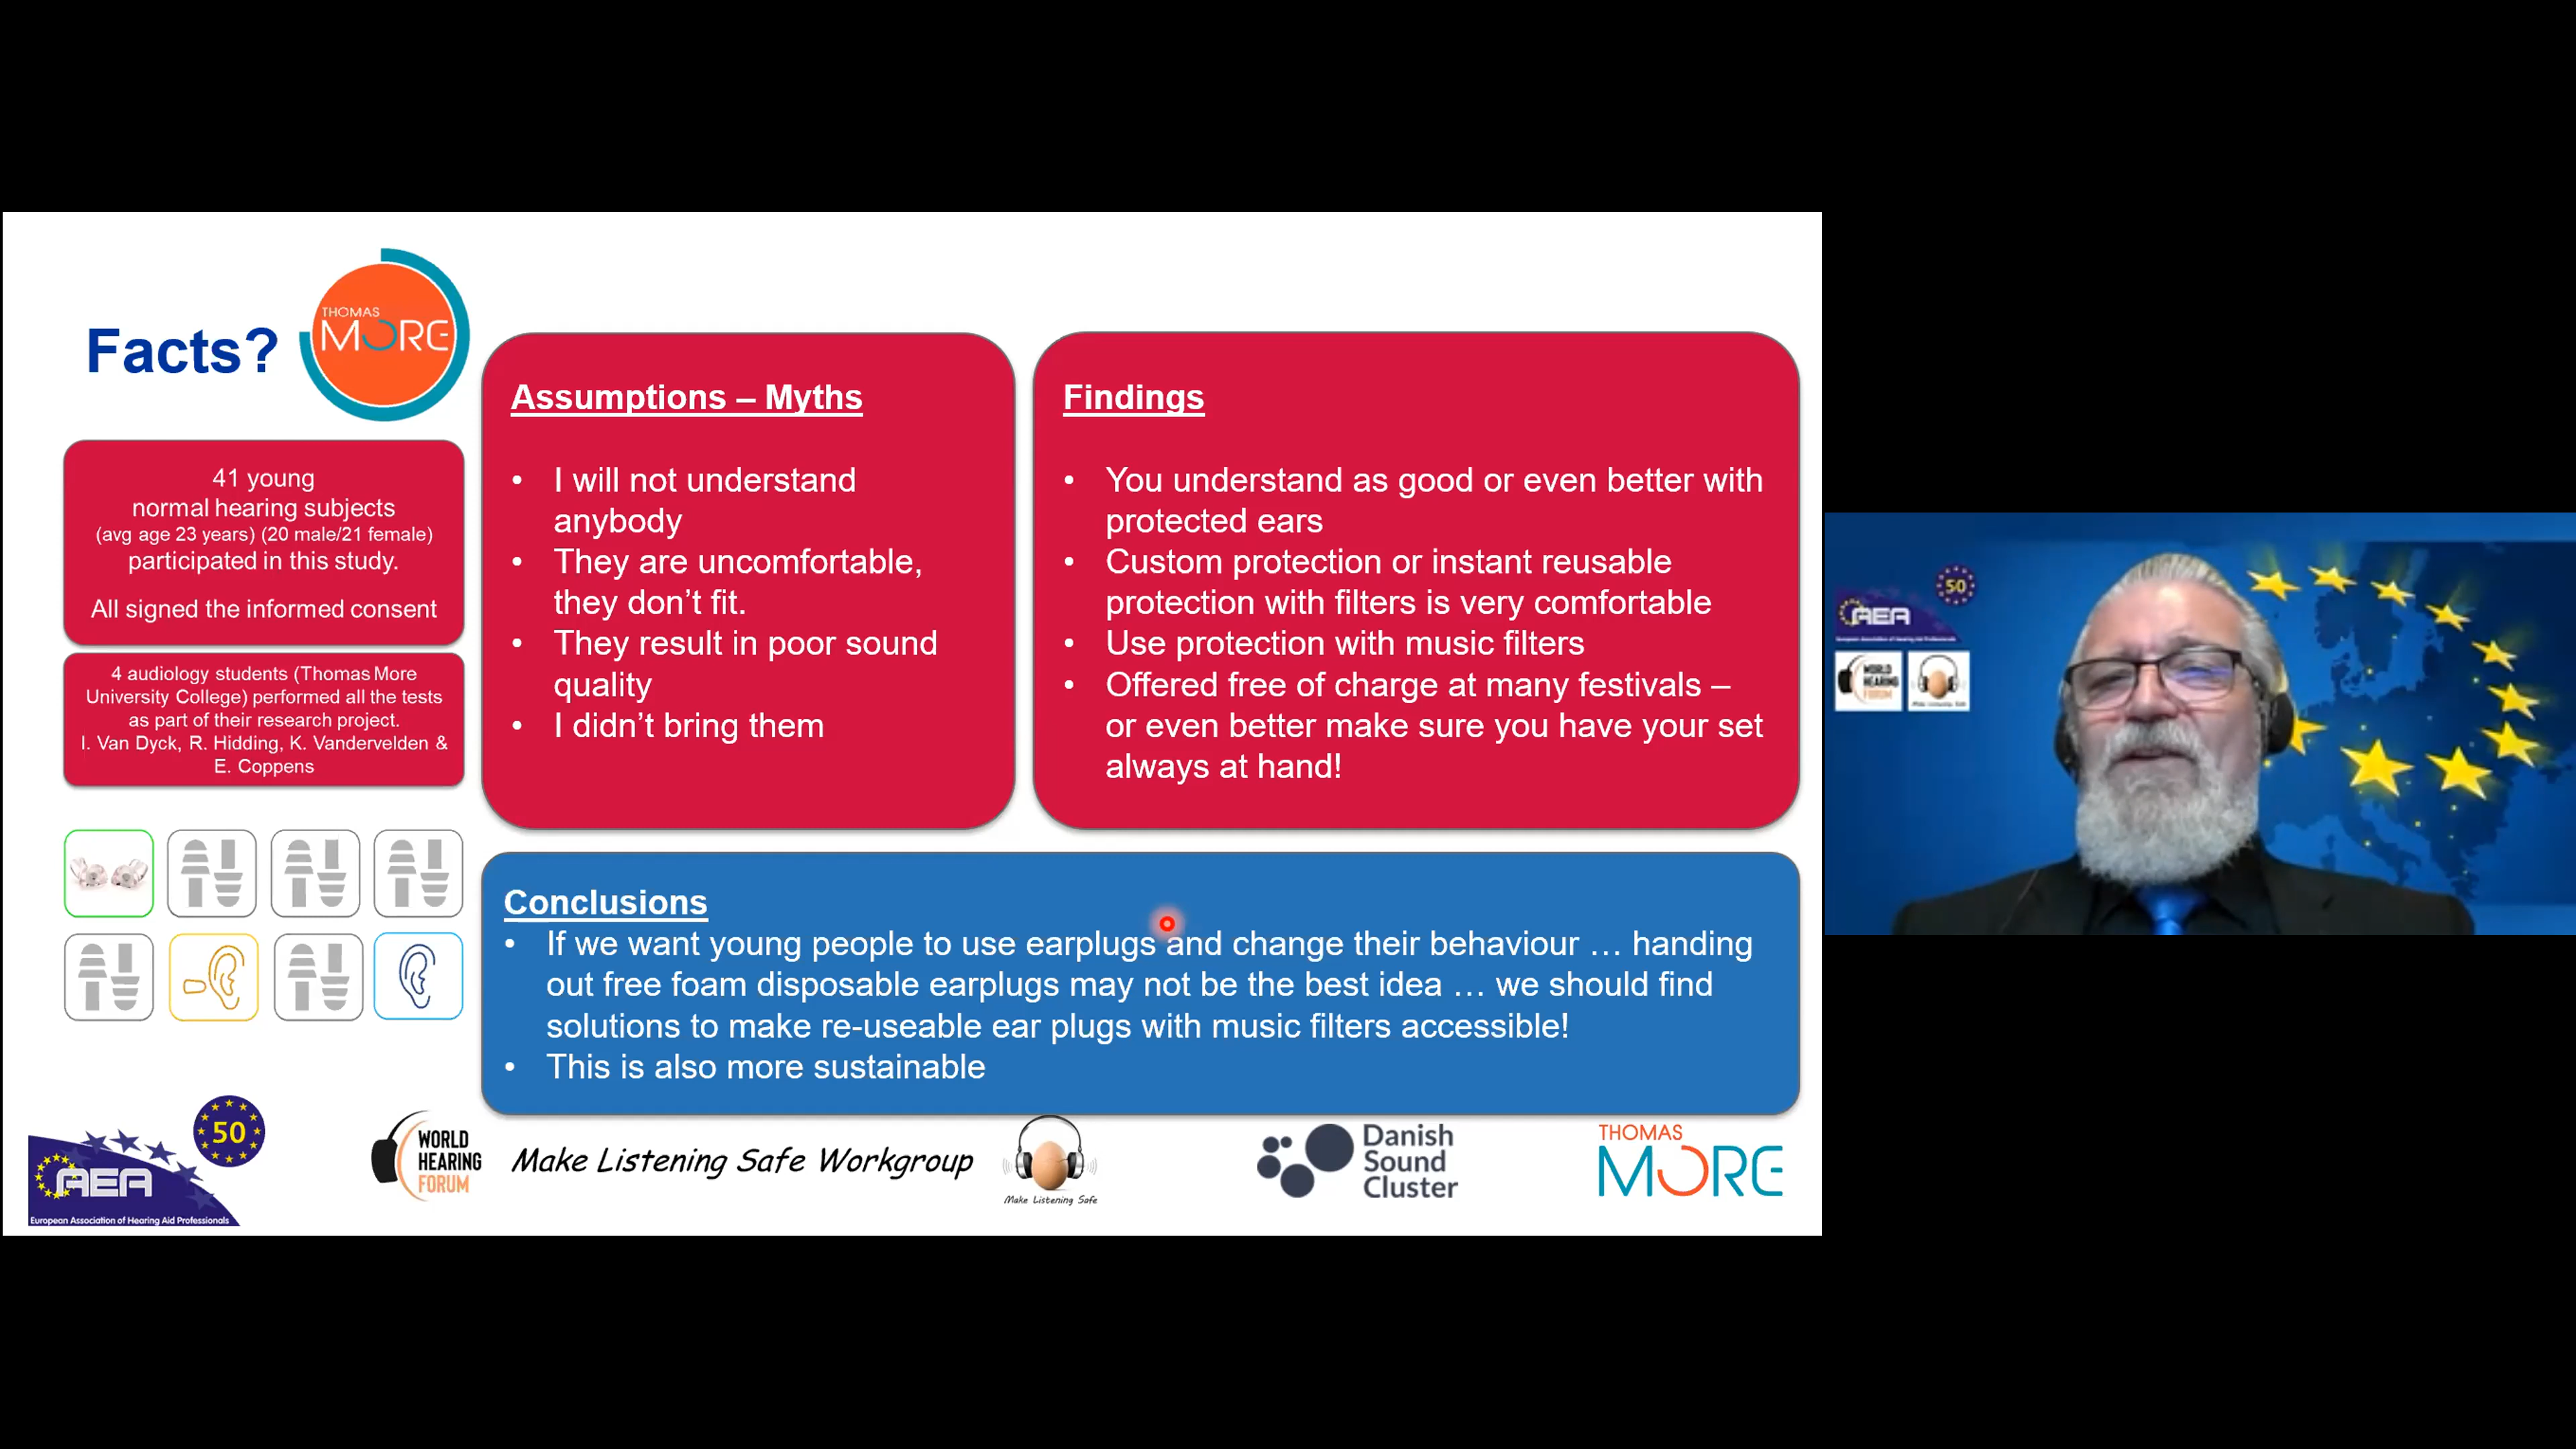 Facts?
THOMAS
MORE
41 young
normal hearing subjects
(avg age 23 years) (20 male/21 female)
participated in this study.
All signed the informed consent
4 audiology students (Thomas More
University College) performed all the tests
as part of their research project.
I. Van Dyck, R. Hidding, K. Vandervelden &
E. Coppens
Assumptions – Myths
• I will not understand
anybody
• They are uncomfortable,
they don’t fit.
• They result in poor sound
quality
• I didn’t bring them
Findings
• You understand as good or even better with
protected ears
• Custom protection or instant reusable
protection with filters is very comfortable
• Use protection with music filters
• Offered free of charge at many festivals –
or even better make sure you have your set
always at hand!
Conclusions
• If we want young people to use earplugs and change their behaviour … handing
out free foam disposable earplugs may not be the best idea … we should find
solutions to make re-useable ear plugs with music filters accessible!
• This is also more sustainable
50
AEA
European Association of Hearing Aid Professionals
WORLD
HEARING
FORUM
Make Listening Safe Workgroup
Make Listening Safe
Danish
Sound
Cluster
THOMAS
MORE
50
AEA
European Association of Hearing Aid Professionals
WORLD
HEARING
FORUM